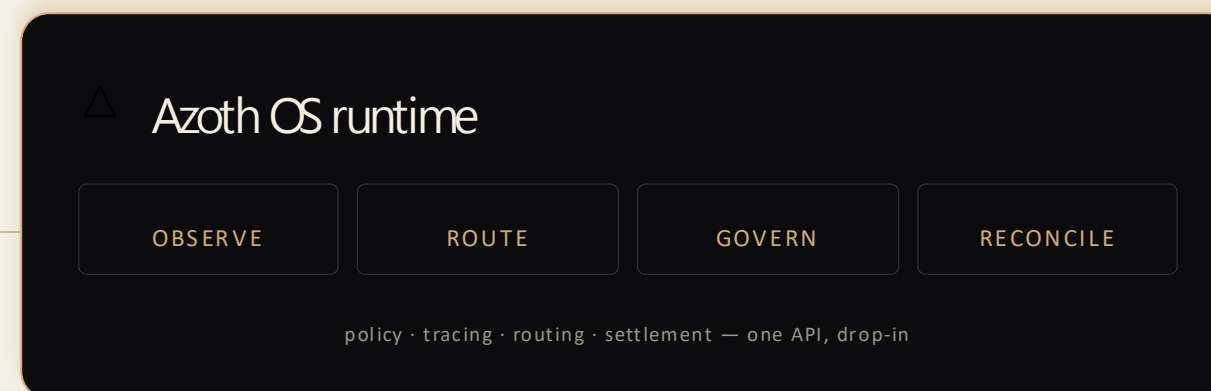 Azoth OS runtime
OBSERVE
ROUTE
GOVERN
RECONCILE
policy · tracing · routing · settlement — one API, drop-in